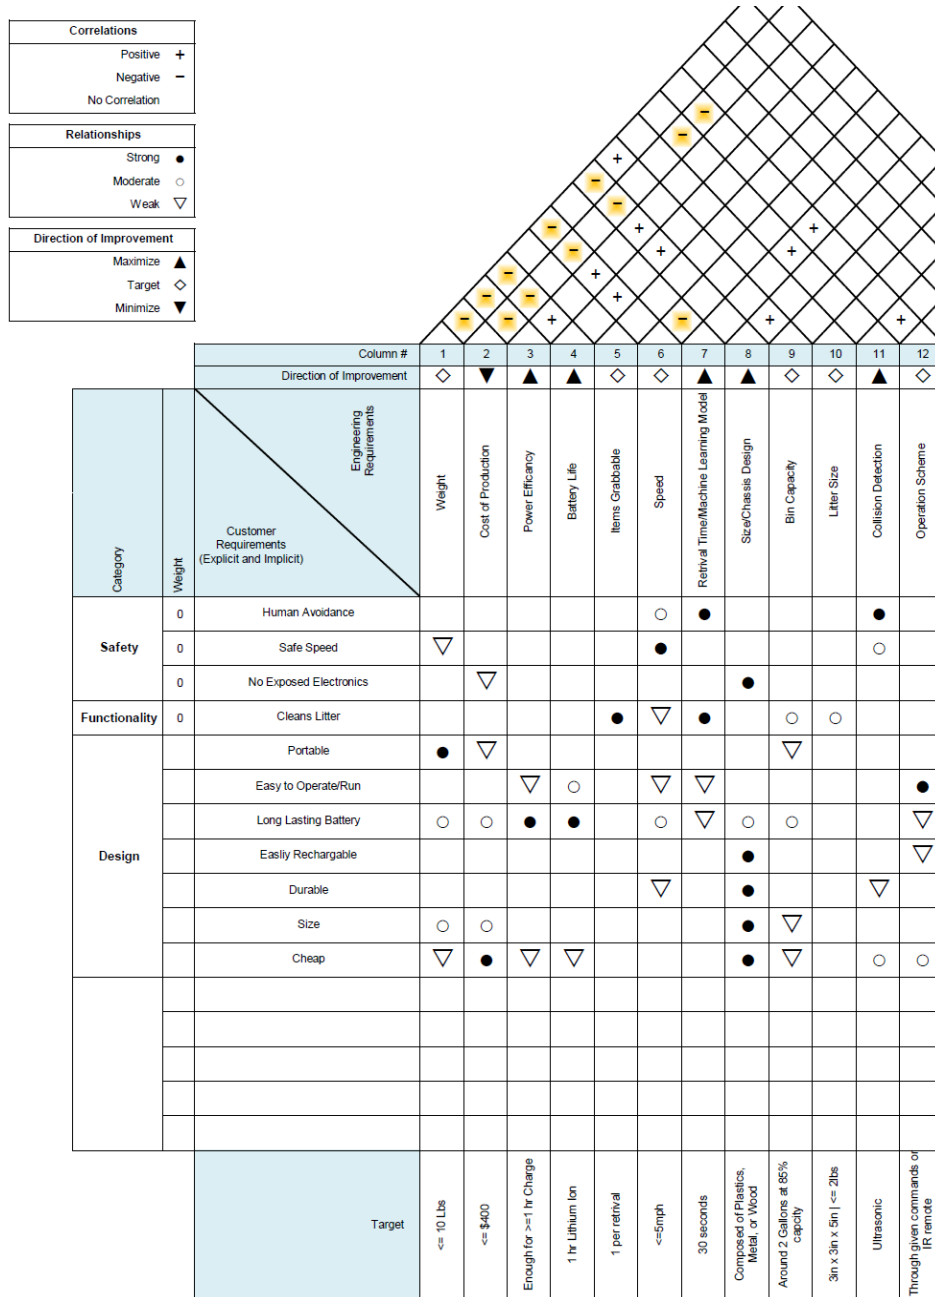 Correlations
Positive +
Negative −
No Correlation
Relationships
Strong ●
Moderate ○
Weak ▽
Direction of Improvement
Maximize ▲
Target ◇
Minimize ▼
Column # 1 2 3 4 5 6 7 8 9 10 11 12
Direction of Improvement ◇ ▼ ▲ ▲ ◇ ◇ ▲ ▲ ◇ ◇ ▲ ◇
Category
Weight
Engineering
Requirements
Customer
Requirements
(Explicit and Implicit)
Weight
Cost of Production
Power Efficancy
Battery Life
Items Grabbable
Speed
Retrival Time/Machine Learning Model
Size/Chassis Design
Bin Capacity
Litter Size
Collision Detection
Operation Scheme
Safety
0 Human Avoidance ○ ● ●
0 Safe Speed ▽ ● ○
0 No Exposed Electronics ▽ ●
Functionality 0 Cleans Litter ● ▽ ● ○ ○
Design
Portable ● ▽ ▽
Easy to Operate/Run ▽ ○ ▽ ▽ ●
Long Lasting Battery ○ ○ ● ● ○ ▽ ○ ○ ▽
Easliy Rechargable ● ▽
Durable ▽ ● ▽
Size ○ ○ ● ▽
Cheap ▽ ● ▽ ▽ ● ▽ ○ ○
Target
<= 10 Lbs
<= $400
Enough for >=1 hr Charge
1 hr Lithium Ion
1 per retrival
<=5mph
30 seconds
Composed of Plastics,
Metal, or Wood
Around 2 Gallons at 85%
capcity
3in x 3in x 5in | <= 2lbs
Ultrasonic
Through given commands or
IR remote